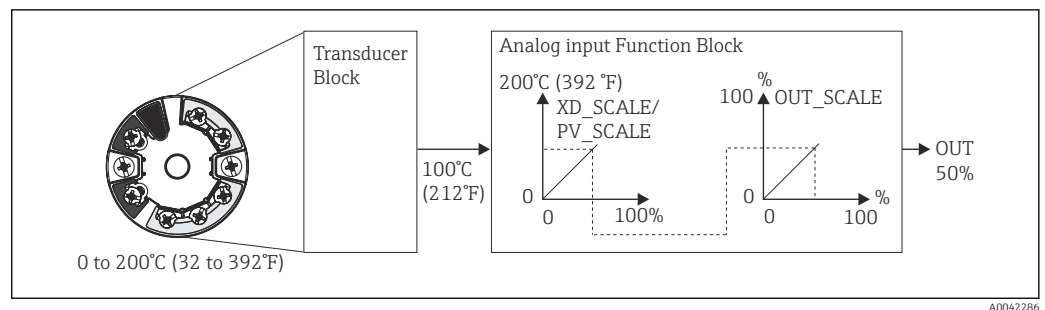 Transducer
Block
Analog input Function Block
200°C (392 °F)
XD_SCALE/
PV_SCALE
0
0
100%
%
100
OUT_SCALE
0
0
100
%
100°C
(212°F)
OUT
50%
0 to 200°C (32 to 392°F)
A0042286